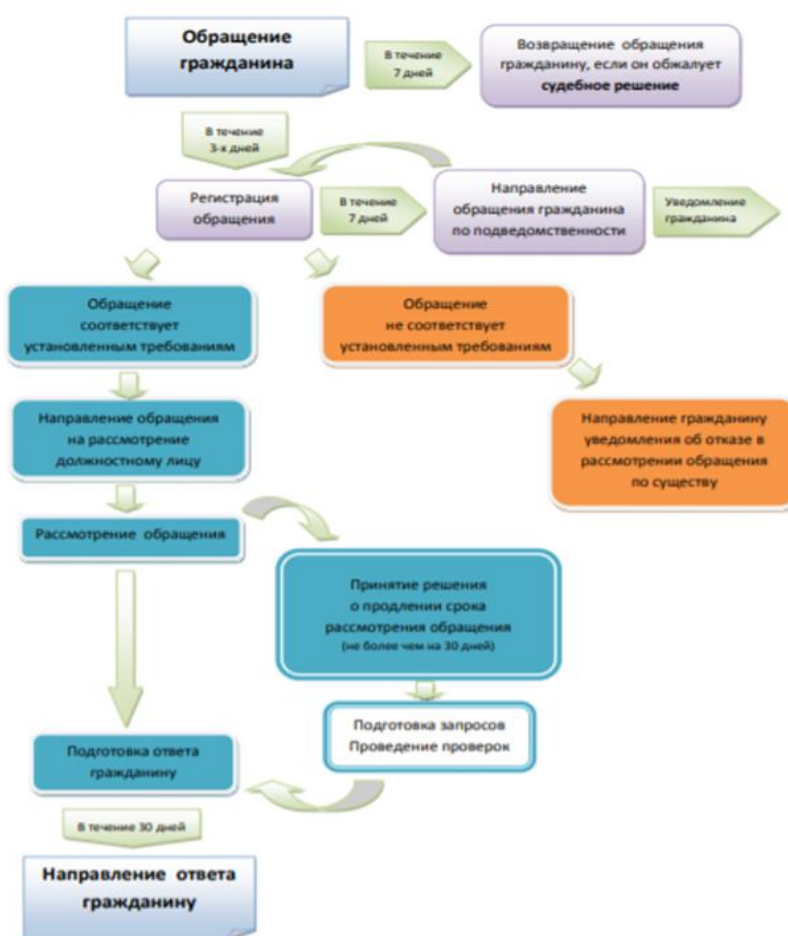 Обращение
гражданина
В течение
7 дней
Возвращение обращения
гражданину, если он обжалует
судебное решение
В течение
3-х дней
Регистрация
обращения
В течение
7 дней
Направление
обращения гражданина
по подведомственности
Уведомление
гражданина
Обращение
соответствует
установленным требованиям
Обращение
не соответствует
установленным требованиям
Направление обращения
на рассмотрение
должностному лицу
Направление гражданину
уведомления об отказе в
рассмотрении обращения
по существу
Рассмотрение обращения
Принятие решения
о продлении срока
рассмотрения обращения
(не более чем на 30 дней)
Подготовка запросов
Проведение проверок
Подготовка ответа
гражданину
В течение 30 дней
Направление ответа
гражданину